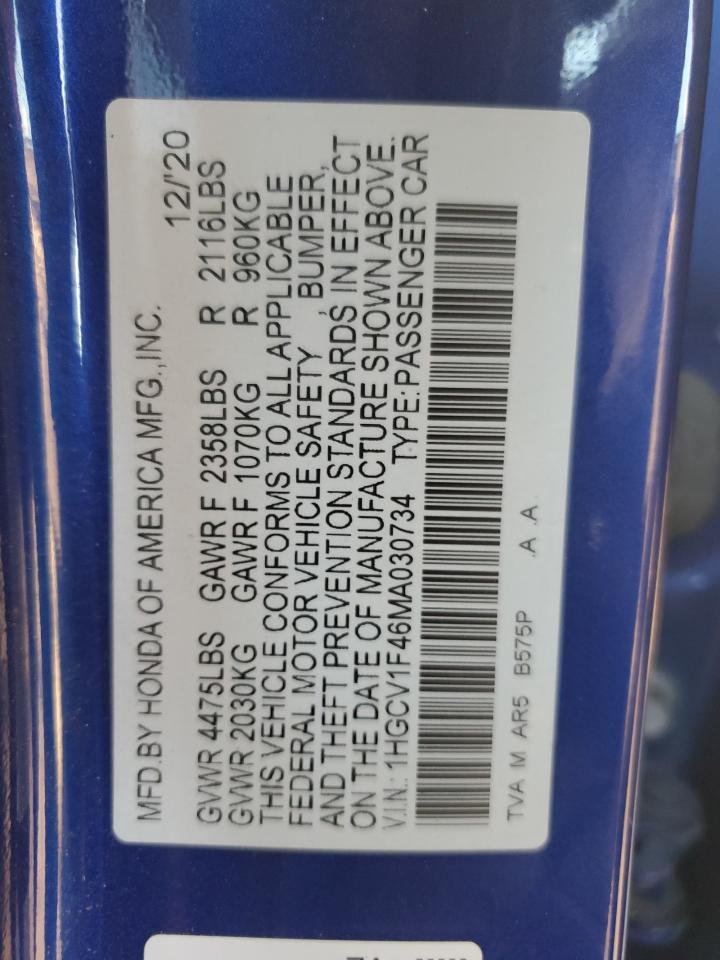 MFD.BY HONDA OF AMERICA MFG.,INC. 12/'20
GVWR 4475LBS GAWR F 2358LBS R 2116LBS
GVWR 2030KG GAWR F 1070KG R 960KG
THIS VEHICLE CONFORMS TO ALL APPLICABLE
FEDERAL MOTOR VEHICLE SAFETY , BUMPER,
AND THEFT PREVENTION STANDARDS IN EFFECT
ON THE DATE OF MANUFACTURE SHOWN ABOVE.
V.I.N.: 1HGCV1F46MA030734 TYPE: PASSENGER CAR
TVA M AR5 B575P .A .A